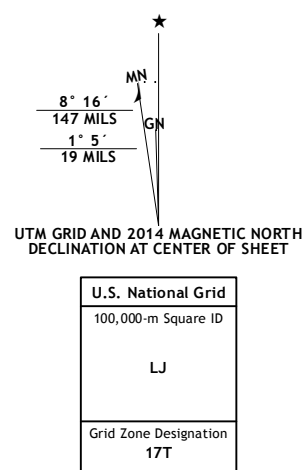 ★
MN
GN
8° 16´
147 MILS
1° 5´
19 MILS
UTM GRID AND 2014 MAGNETIC NORTH
DECLINATION AT CENTER OF SHEET
U.S. National Grid
100,000-m Square ID
LJ
Grid Zone Designation
17T